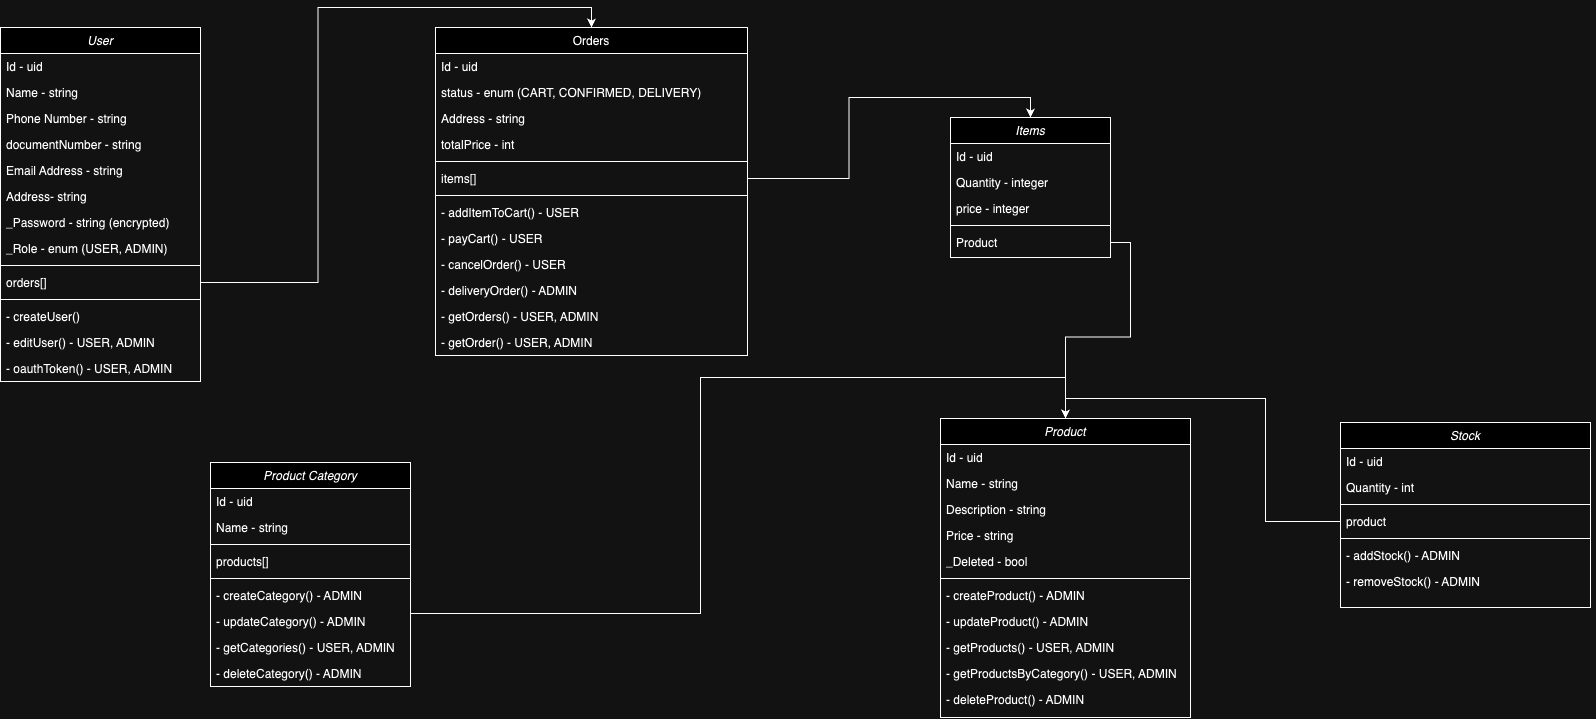 User
Id - uid
Name - string
Phone Number - string
documentNumber - string
Email Address - string
Address- string
_Password - string (encrypted)
_Role - enum (USER, ADMIN)
orders[]
- createUser()
- editUser() - USER, ADMIN
- oauthToken() - USER, ADMIN
Orders
Id - uid
status - enum (CART, CONFIRMED, DELIVERY)
Address - string
totalPrice - int
items[]
- addItemToCart() - USER
- payCart() - USER
- cancelOrder() - USER
- deliveryOrder() - ADMIN
- getOrders() - USER, ADMIN
- getOrder() - USER, ADMIN
Items
Id - uid
Quantity - integer
price - integer
Product
Product Category
Id - uid
Name - string
products[]
- createCategory() - ADMIN
- updateCategory() - ADMIN
- getCategories() - USER, ADMIN
- deleteCategory() - ADMIN
Product
Id - uid
Name - string
Description - string
Price - string
_Deleted - bool
- createProduct() - ADMIN
- updateProduct() - ADMIN
- getProducts() - USER, ADMIN
- getProductsByCategory() - USER, ADMIN
- deleteProduct() - ADMIN
Stock
Id - uid
Quantity - int
product
- addStock() - ADMIN
- removeStock() - ADMIN